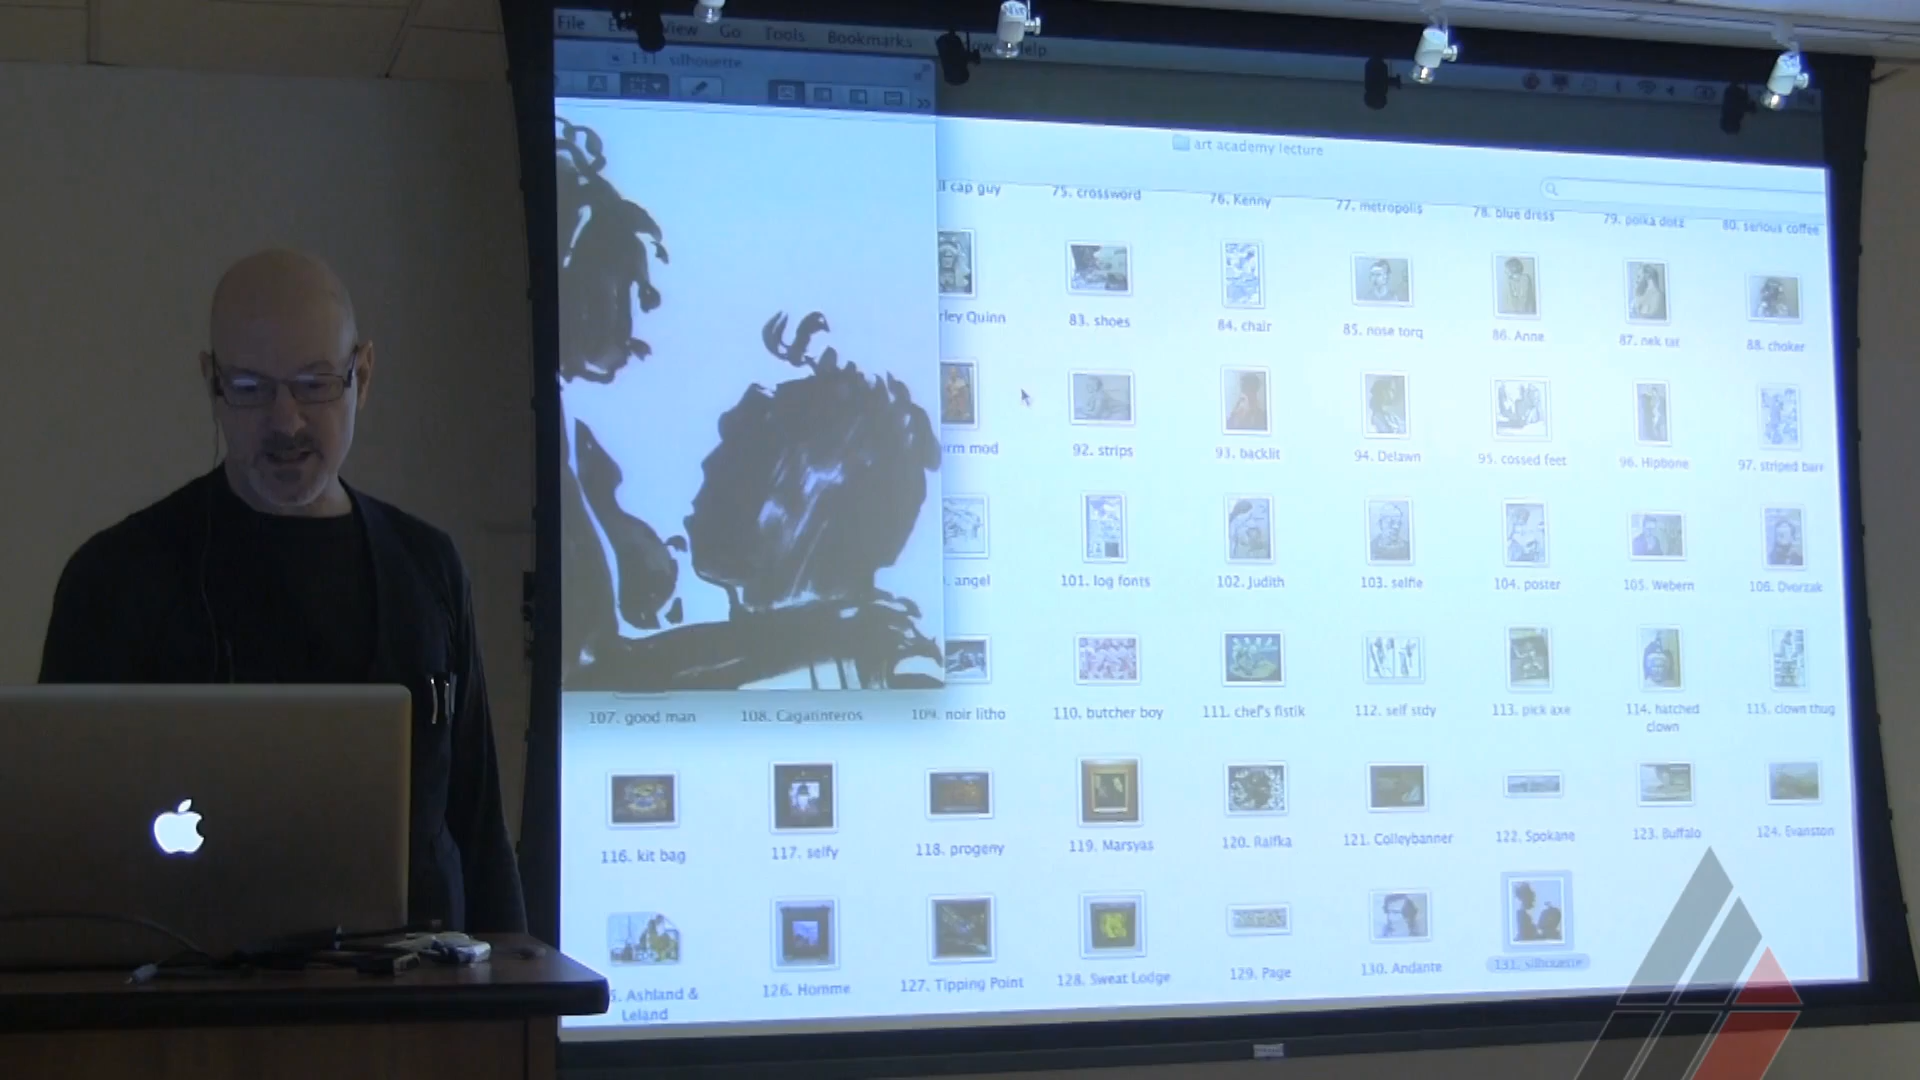 File
View Go Tools Bookmarks
131. silhouette
art academy lecture
ll cap guy 75. crossword 76. Kenny 77. metropolis 78. blue dress 79. polka dotz 80. serious coffee
rley Quinn 83. shoes 84. chair 85. nose torq 86. Anne 87. nek tat 88. choker
irm mod 92. strips 93. backlit 94. Delawn 95. cossed feet 96. Hipbone 97. striped barr
. angel 101. log fonts 102. Judith 103. selfie 104. poster 105. Webern 106. Dvorzak
107. good man 108. Cagatinteros 109. noir litho 110. butcher boy 111. chef's fistik 112. self stdy 113. pick axe 114. hatched clown 115. clown thug
116. kit bag 117. selfy 118. progeny 119. Marsyas 120. Ralfka 121. Colleybanner 122. Spokane 123. Buffalo 124. Evanston
5. Ashland & Leland 126. Homme 127. Tipping Point 128. Sweat Lodge 129. Page 130. Andante 131. silhouette